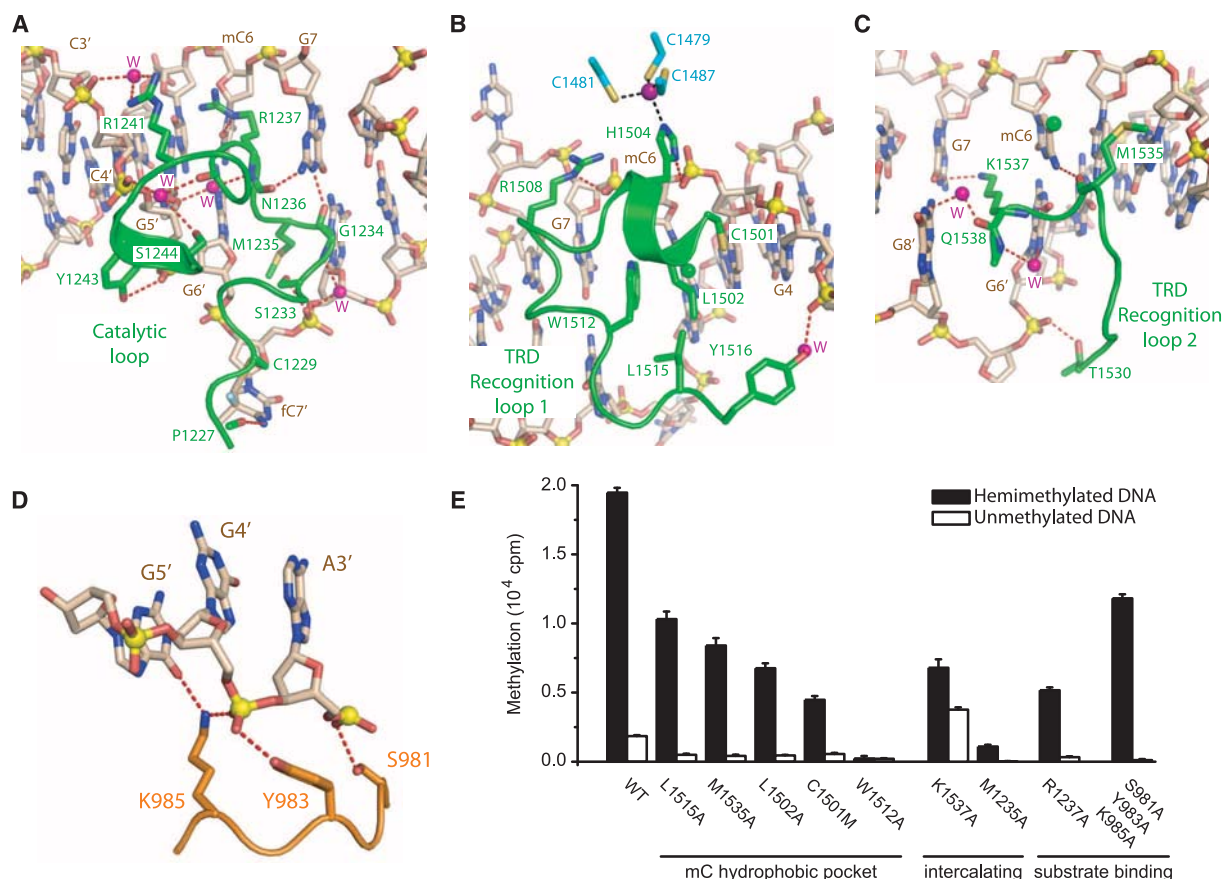 A
C3′
W
mC6
G7
R1241
R1237
C4′
W
W
G5′
N1236
G1234
S1244
M1235
Y1243
G6′
W
S1233
Catalytic
loop
C1229
fC7′
P1227
B
C1479
C1481
C1487
H1504
mC6
R1508
G7
C1501
G4
L1502
W1512
Y1516
W
L1515
TRD
Recognition
loop 1
C
mC6
G7
M1535
K1537
W
Q1538
G8′
W
G6′
TRD
Recognition
loop 2
T1530
D
G4′
G5′
A3′
S981
K985
Y983
E
Hemimethylated DNA
Unmethylated DNA
Methylation (10⁴ cpm)
2.0
1.5
1.0
0.5
0.0
WT
L1515A
M1535A
L1502A
C1501M
W1512A
K1537A
M1235A
R1237A
S981A
Y983A
K985A
mC hydrophobic pocket
intercalating
substrate binding